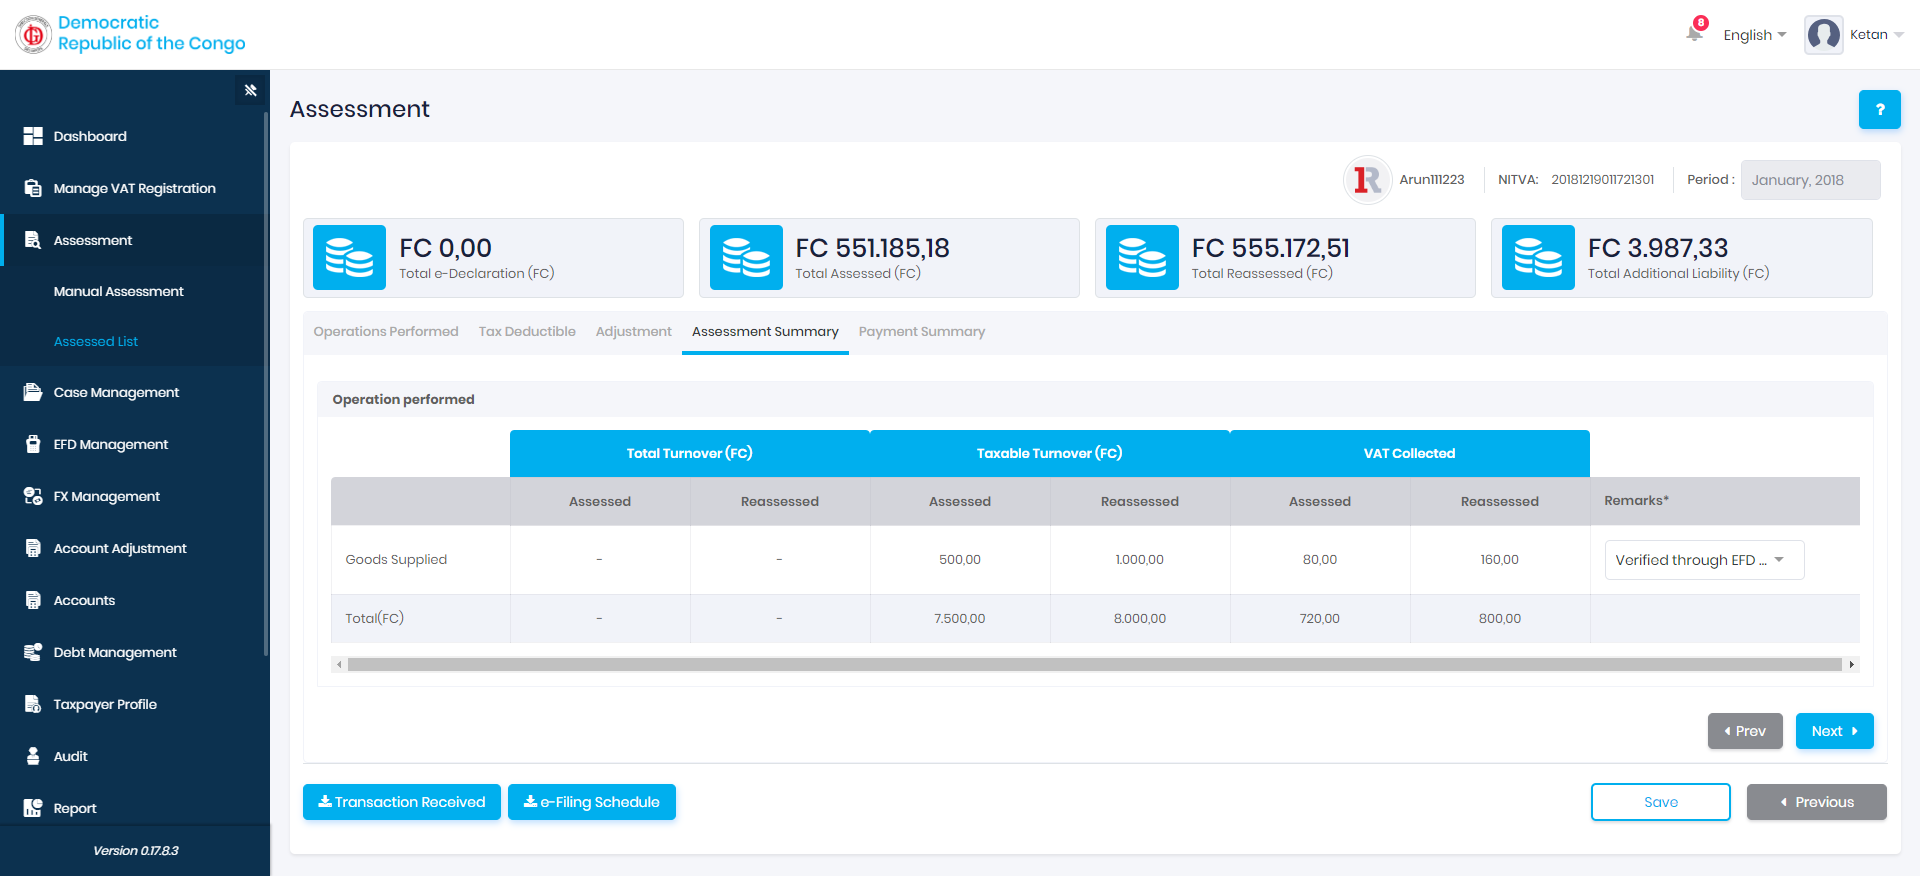 Democratic
Republic of the Congo
8
English
Ketan
Dashboard
Manage VAT Registration
Assessment
Manual Assessment
Assessed List
Case Management
EFD Management
FX Management
Account Adjustment
Accounts
Debt Management
Taxpayer Profile
Audit
Report
Version 0.17.8.3
Assessment
?
1R Arun111223 NITVA: 20181219011721301 Period : January, 2018
FC 0,00
Total e-Declaration (FC)
FC 551.185,18
Total Assessed (FC)
FC 555.172,51
Total Reassessed (FC)
FC 3.987,33
Total Additional Liability (FC)
Operations Performed Tax Deductible Adjustment Assessment Summary Payment Summary
Operation performed
Total Turnover (FC) Taxable Turnover (FC) VAT Collected
Assessed Reassessed Assessed Reassessed Assessed Reassessed Remarks*
Goods Supplied - - 500,00 1.000,00 80,00 160,00 Verified through EFD ...
Total(FC) - - 7.500,00 8.000,00 720,00 800,00
Prev Next
Transaction Received e-Filing Schedule Save Previous